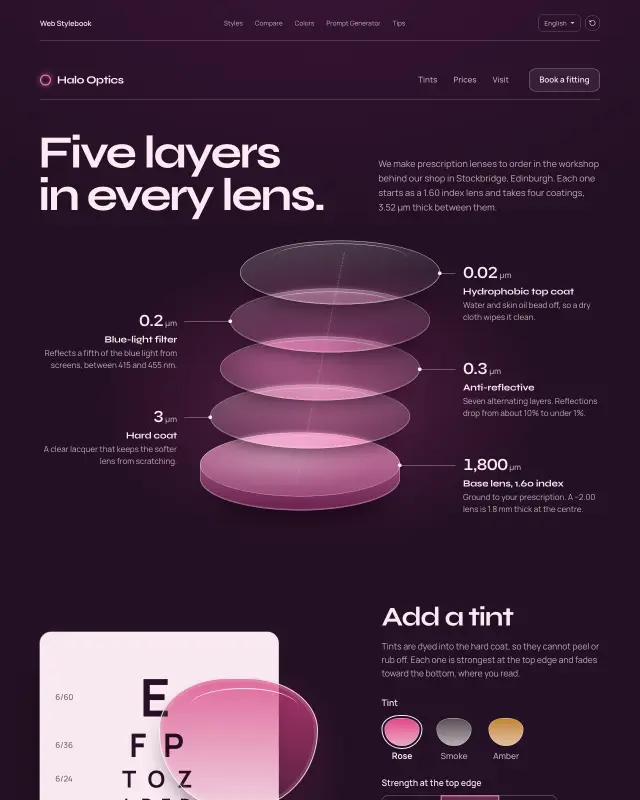 Web Stylebook
Styles
Compare
Colors
Prompt Generator
Tips
English
Halo Optics
Tints
Prices
Visit
Book a fitting
Five layers
in every lens.
We make prescription lenses to order in the workshop
behind our shop in Stockbridge, Edinburgh. Each one
starts as a 1.60 index lens and takes four coatings,
3.52 µm thick between them.
0.02 µm
Hydrophobic top coat
Water and skin oil bead off, so a dry
cloth wipes it clean.
0.2 µm
Blue-light filter
Reflects a fifth of the blue light from
screens, between 415 and 455 nm.
0.3 µm
Anti-reflective
Seven alternating layers. Reflections
drop from about 10% to under 1%.
3 µm
Hard coat
A clear lacquer that keeps the softer
lens from scratching.
1,800 µm
Base lens, 1.60 index
Ground to your prescription. A −2.00
lens is 1.8 mm thick at the centre.
Add a tint
Tints are dyed into the hard coat, so they cannot peel or
rub off. Each one is strongest at the top edge and fades
toward the bottom, where you read.
Tint
Rose
Smoke
Amber
Strength at the top edge
6/60
E
6/36
F P
6/24
T O Z